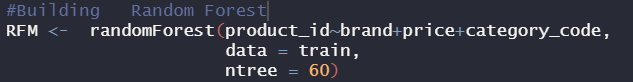 #Building   Random Forest
RFM <-  randomForest(product_id~brand+price+category_code,
                     data = train,
                     ntree = 60)